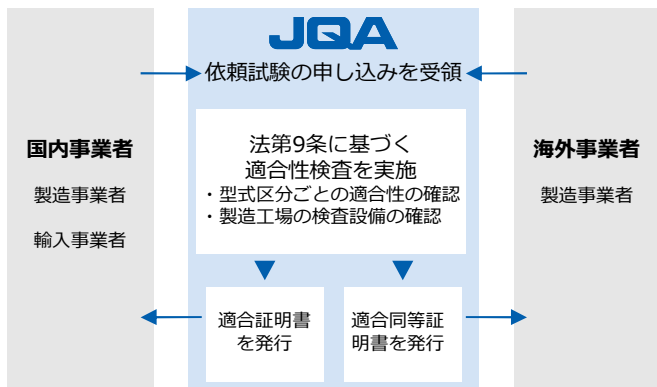 JQA
依頼試験の申し込みを受領
国内事業者
製造事業者
輸入事業者
法第9条に基づく
適合性検査を実施
・型式区分ごとの適合性の確認
・製造工場の検査設備の確認
海外事業者
製造事業者
適合証明書
を発行
適合同等証
明書を発行